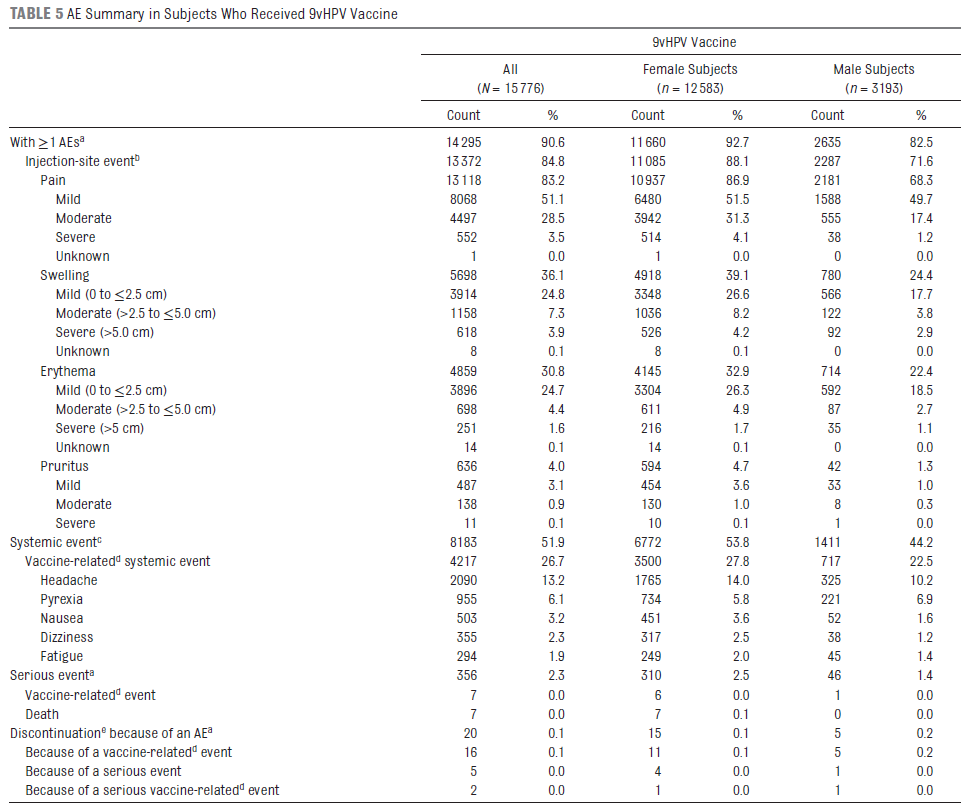 TABLE 5 AE Summary in Subjects Who Received 9vHPV Vaccine
9vHPV Vaccine
All Female Subjects Male Subjects
(N = 15 776) (n = 12 583) (n = 3193)
Count % Count % Count %
With ≥1 AEsᵃ 14 295 90.6 11 660 92.7 2635 82.5
Injection-site eventᵇ 13 372 84.8 11 085 88.1 2287 71.6
Pain 13 118 83.2 10 937 86.9 2181 68.3
Mild 8068 51.1 6480 51.5 1588 49.7
Moderate 4497 28.5 3942 31.3 555 17.4
Severe 552 3.5 514 4.1 38 1.2
Unknown 1 0.0 1 0.0 0 0.0
Swelling 5698 36.1 4918 39.1 780 24.4
Mild (0 to ≤2.5 cm) 3914 24.8 3348 26.6 566 17.7
Moderate (>2.5 to ≤5.0 cm) 1158 7.3 1036 8.2 122 3.8
Severe (>5.0 cm) 618 3.9 526 4.2 92 2.9
Unknown 8 0.1 8 0.1 0 0.0
Erythema 4859 30.8 4145 32.9 714 22.4
Mild (0 to ≤2.5 cm) 3896 24.7 3304 26.3 592 18.5
Moderate (>2.5 to ≤5.0 cm) 698 4.4 611 4.9 87 2.7
Severe (>5 cm) 251 1.6 216 1.7 35 1.1
Unknown 14 0.1 14 0.1 0 0.0
Pruritus 636 4.0 594 4.7 42 1.3
Mild 487 3.1 454 3.6 33 1.0
Moderate 138 0.9 130 1.0 8 0.3
Severe 11 0.1 10 0.1 1 0.0
Systemic eventᶜ 8183 51.9 6772 53.8 1411 44.2
Vaccine-relatedᵈ systemic event 4217 26.7 3500 27.8 717 22.5
Headache 2090 13.2 1765 14.0 325 10.2
Pyrexia 955 6.1 734 5.8 221 6.9
Nausea 503 3.2 451 3.6 52 1.6
Dizziness 355 2.3 317 2.5 38 1.2
Fatigue 294 1.9 249 2.0 45 1.4
Serious eventᵃ 356 2.3 310 2.5 46 1.4
Vaccine-relatedᵈ event 7 0.0 6 0.0 1 0.0
Death 7 0.0 7 0.1 0 0.0
Discontinuationᵉ because of an AEᵃ 20 0.1 15 0.1 5 0.2
Because of a vaccine-relatedᵈ event 16 0.1 11 0.1 5 0.2
Because of a serious event 5 0.0 4 0.0 1 0.0
Because of a serious vaccine-relatedᵈ event 2 0.0 1 0.0 1 0.0